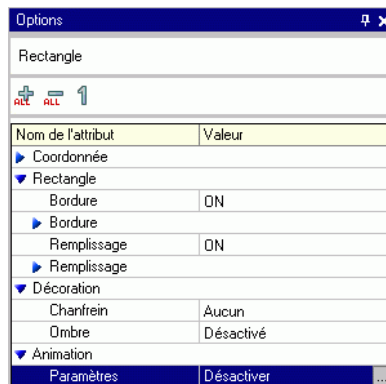 Options
Rectangle
ALL ALL 1
Nom de l'attribut Valeur
Coordonnée
Rectangle
Bordure ON
Bordure
Remplissage ON
Remplissage
Décoration
Chanfrein Aucun
Ombre Désactivé
Animation
Paramètres Désactiver ...